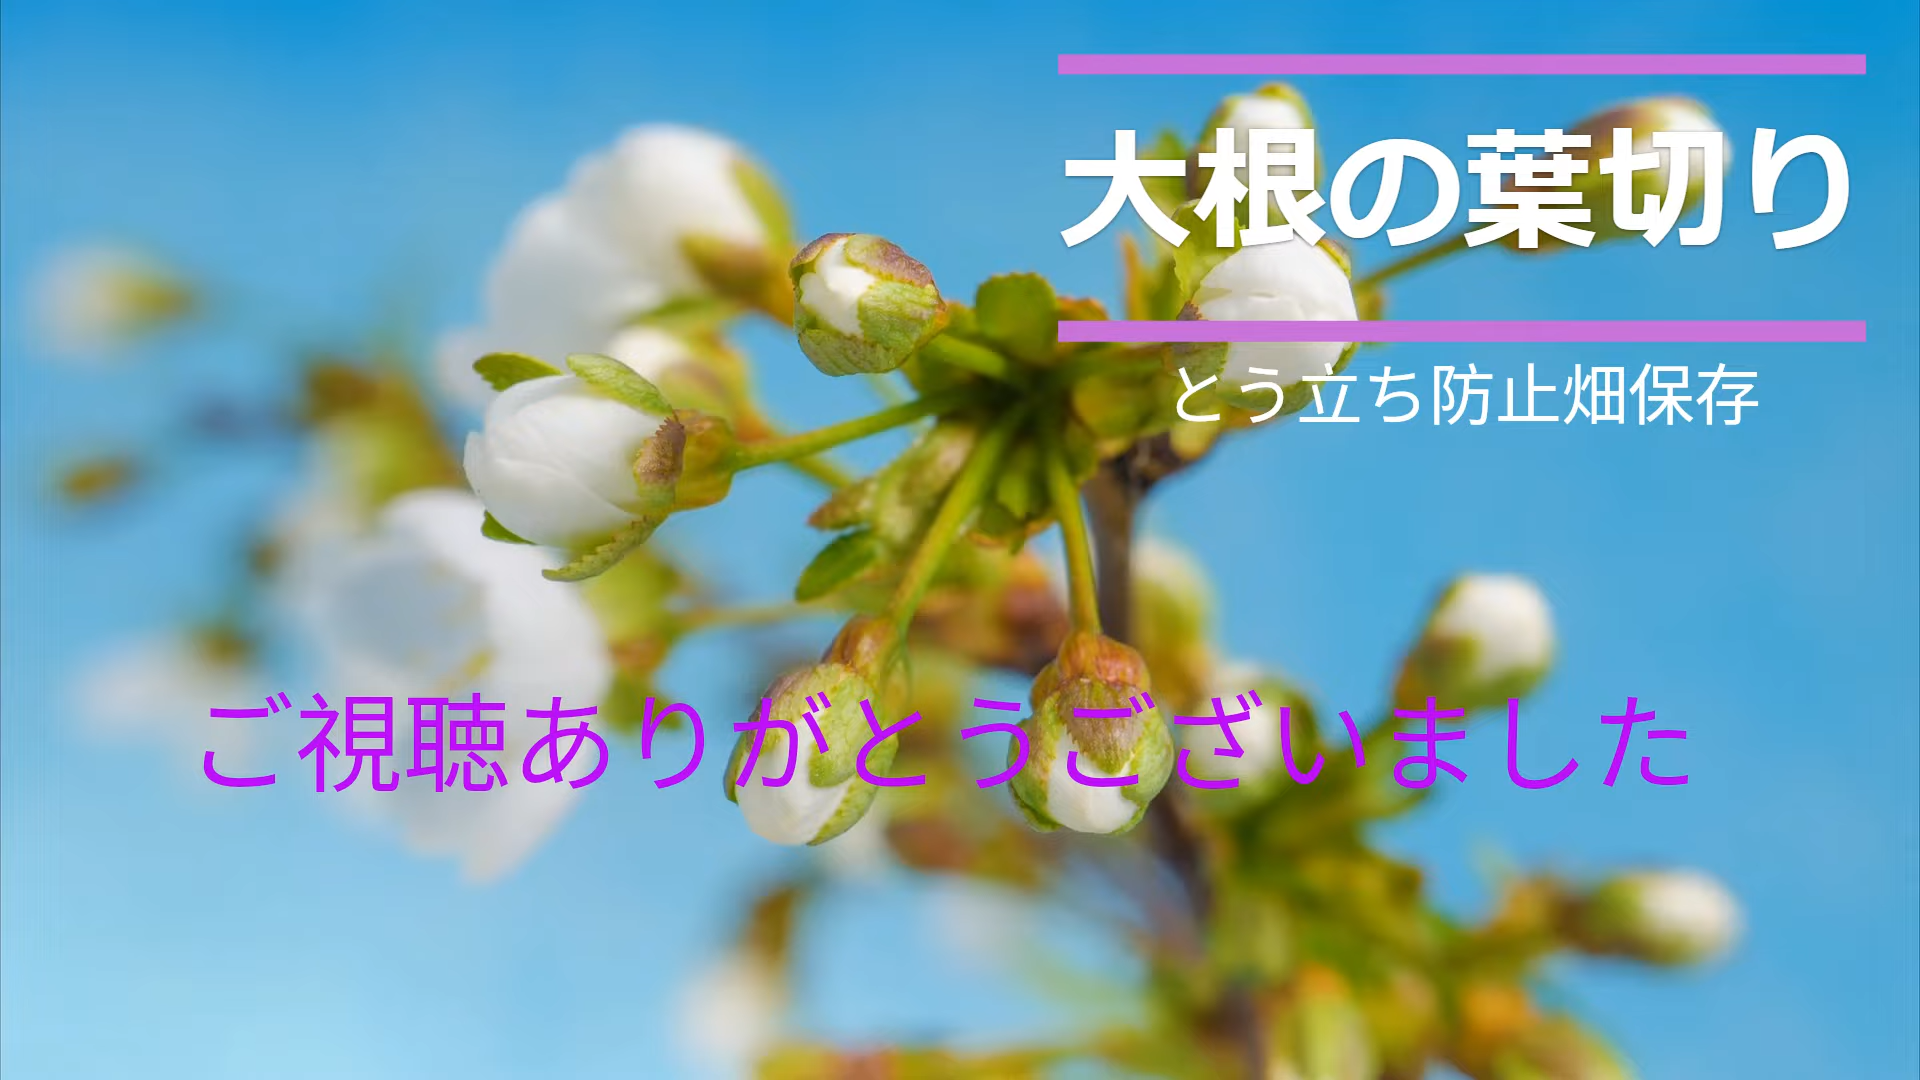 大根の葉切り
とう立ち防止畑保存
ご視聴ありがとうございました